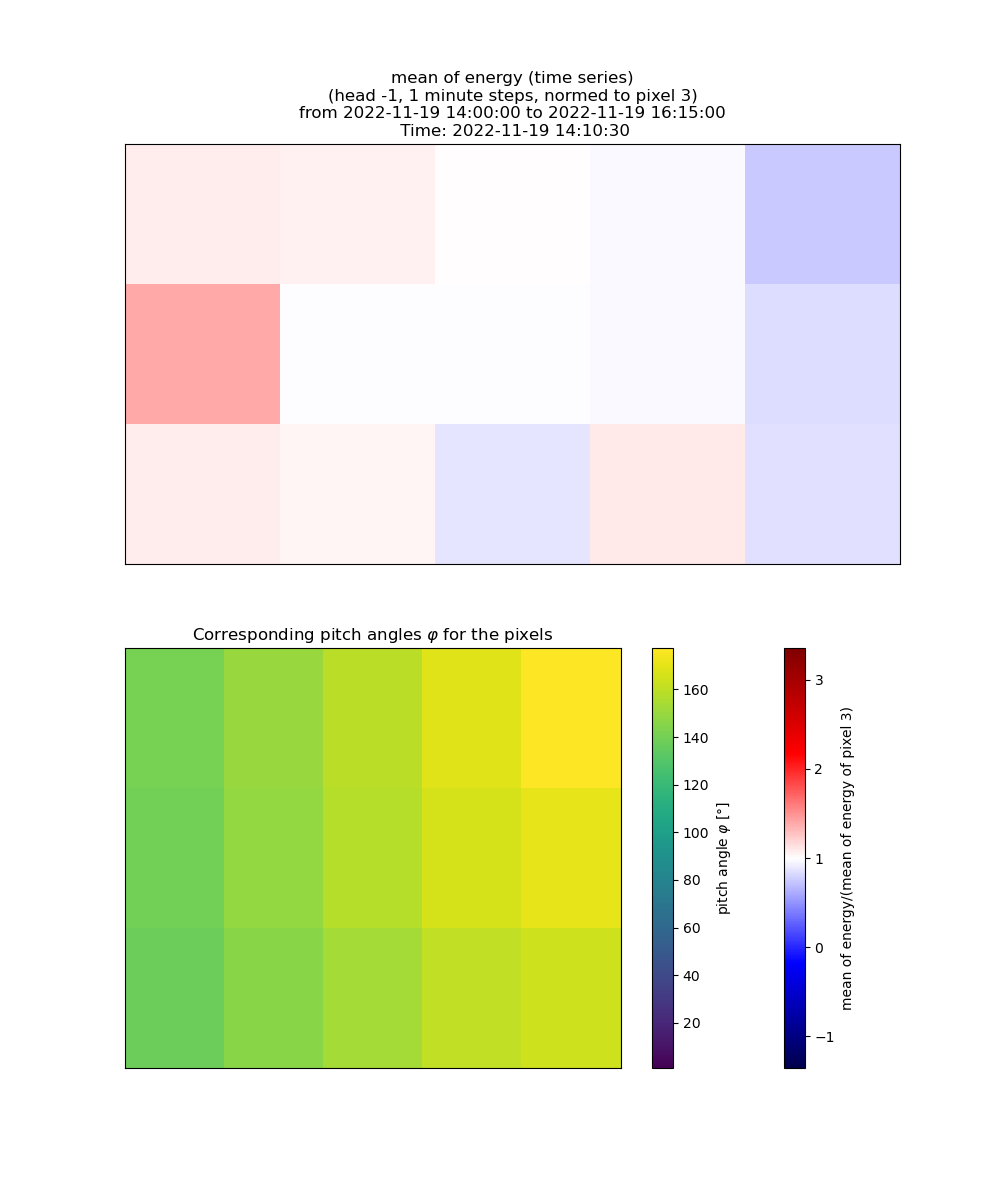 mean of energy (time series)
(head -1, 1 minute steps, normed to pixel 3)
from 2022-11-19 14:00:00 to 2022-11-19 16:15:00
Time: 2022-11-19 14:10:30
Corresponding pitch angles φ for the pixels
160
140
120
100
80
60
40
20
pitch angle φ [°]
3
2
1
0
−1
mean of energy/(mean of energy of pixel 3)